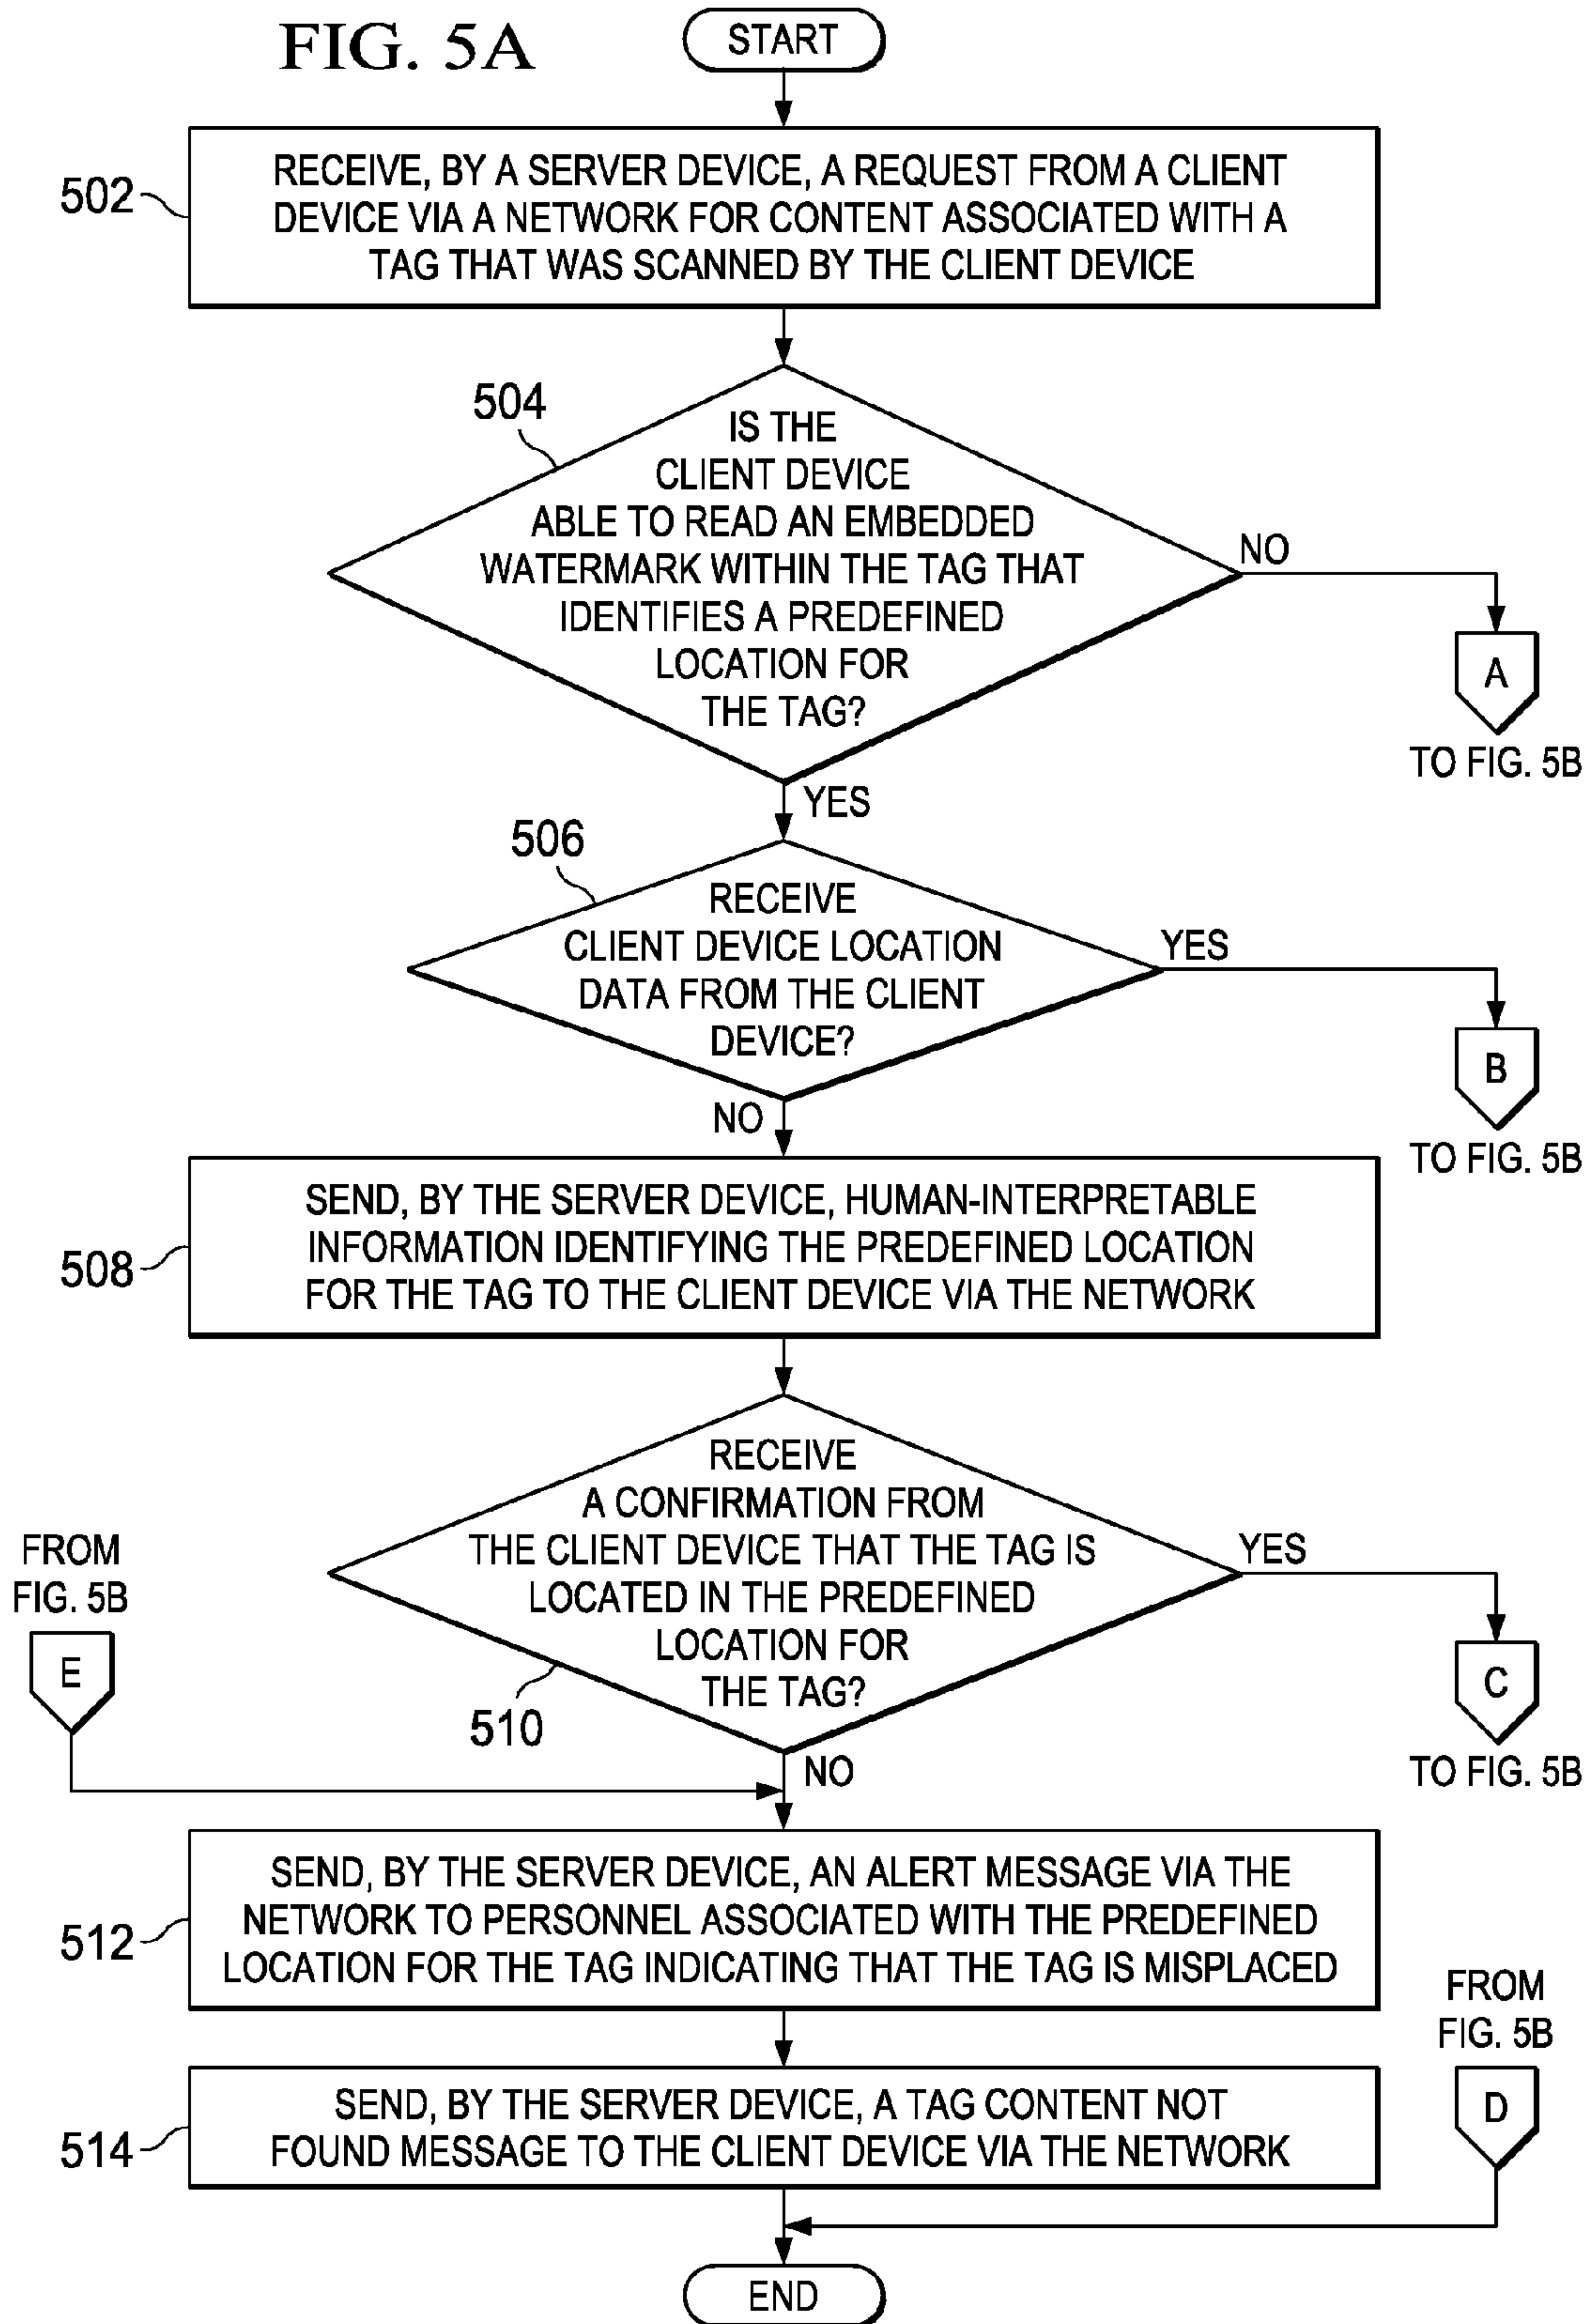 FIG. 5A
START
502
RECEIVE, BY A SERVER DEVICE, A REQUEST FROM A CLIENT
DEVICE VIA A NETWORK FOR CONTENT ASSOCIATED WITH A
TAG THAT WAS SCANNED BY THE CLIENT DEVICE
504
IS THE
CLIENT DEVICE
ABLE TO READ AN EMBEDDED
WATERMARK WITHIN THE TAG THAT
IDENTIFIES A PREDEFINED
LOCATION FOR
THE TAG?
NO
A
TO FIG. 5B
YES
506
RECEIVE
CLIENT DEVICE LOCATION
DATA FROM THE CLIENT
DEVICE?
YES
B
TO FIG. 5B
NO
508
SEND, BY THE SERVER DEVICE, HUMAN-INTERPRETABLE
INFORMATION IDENTIFYING THE PREDEFINED LOCATION
FOR THE TAG TO THE CLIENT DEVICE VIA THE NETWORK
RECEIVE
A CONFIRMATION FROM
THE CLIENT DEVICE THAT THE TAG IS
LOCATED IN THE PREDEFINED
LOCATION FOR
THE TAG?
510
YES
C
TO FIG. 5B
FROM
FIG. 5B
E
NO
512
SEND, BY THE SERVER DEVICE, AN ALERT MESSAGE VIA THE
NETWORK TO PERSONNEL ASSOCIATED WITH THE PREDEFINED
LOCATION FOR THE TAG INDICATING THAT THE TAG IS MISPLACED
514
SEND, BY THE SERVER DEVICE, A TAG CONTENT NOT
FOUND MESSAGE TO THE CLIENT DEVICE VIA THE NETWORK
FROM
FIG. 5B
D
END